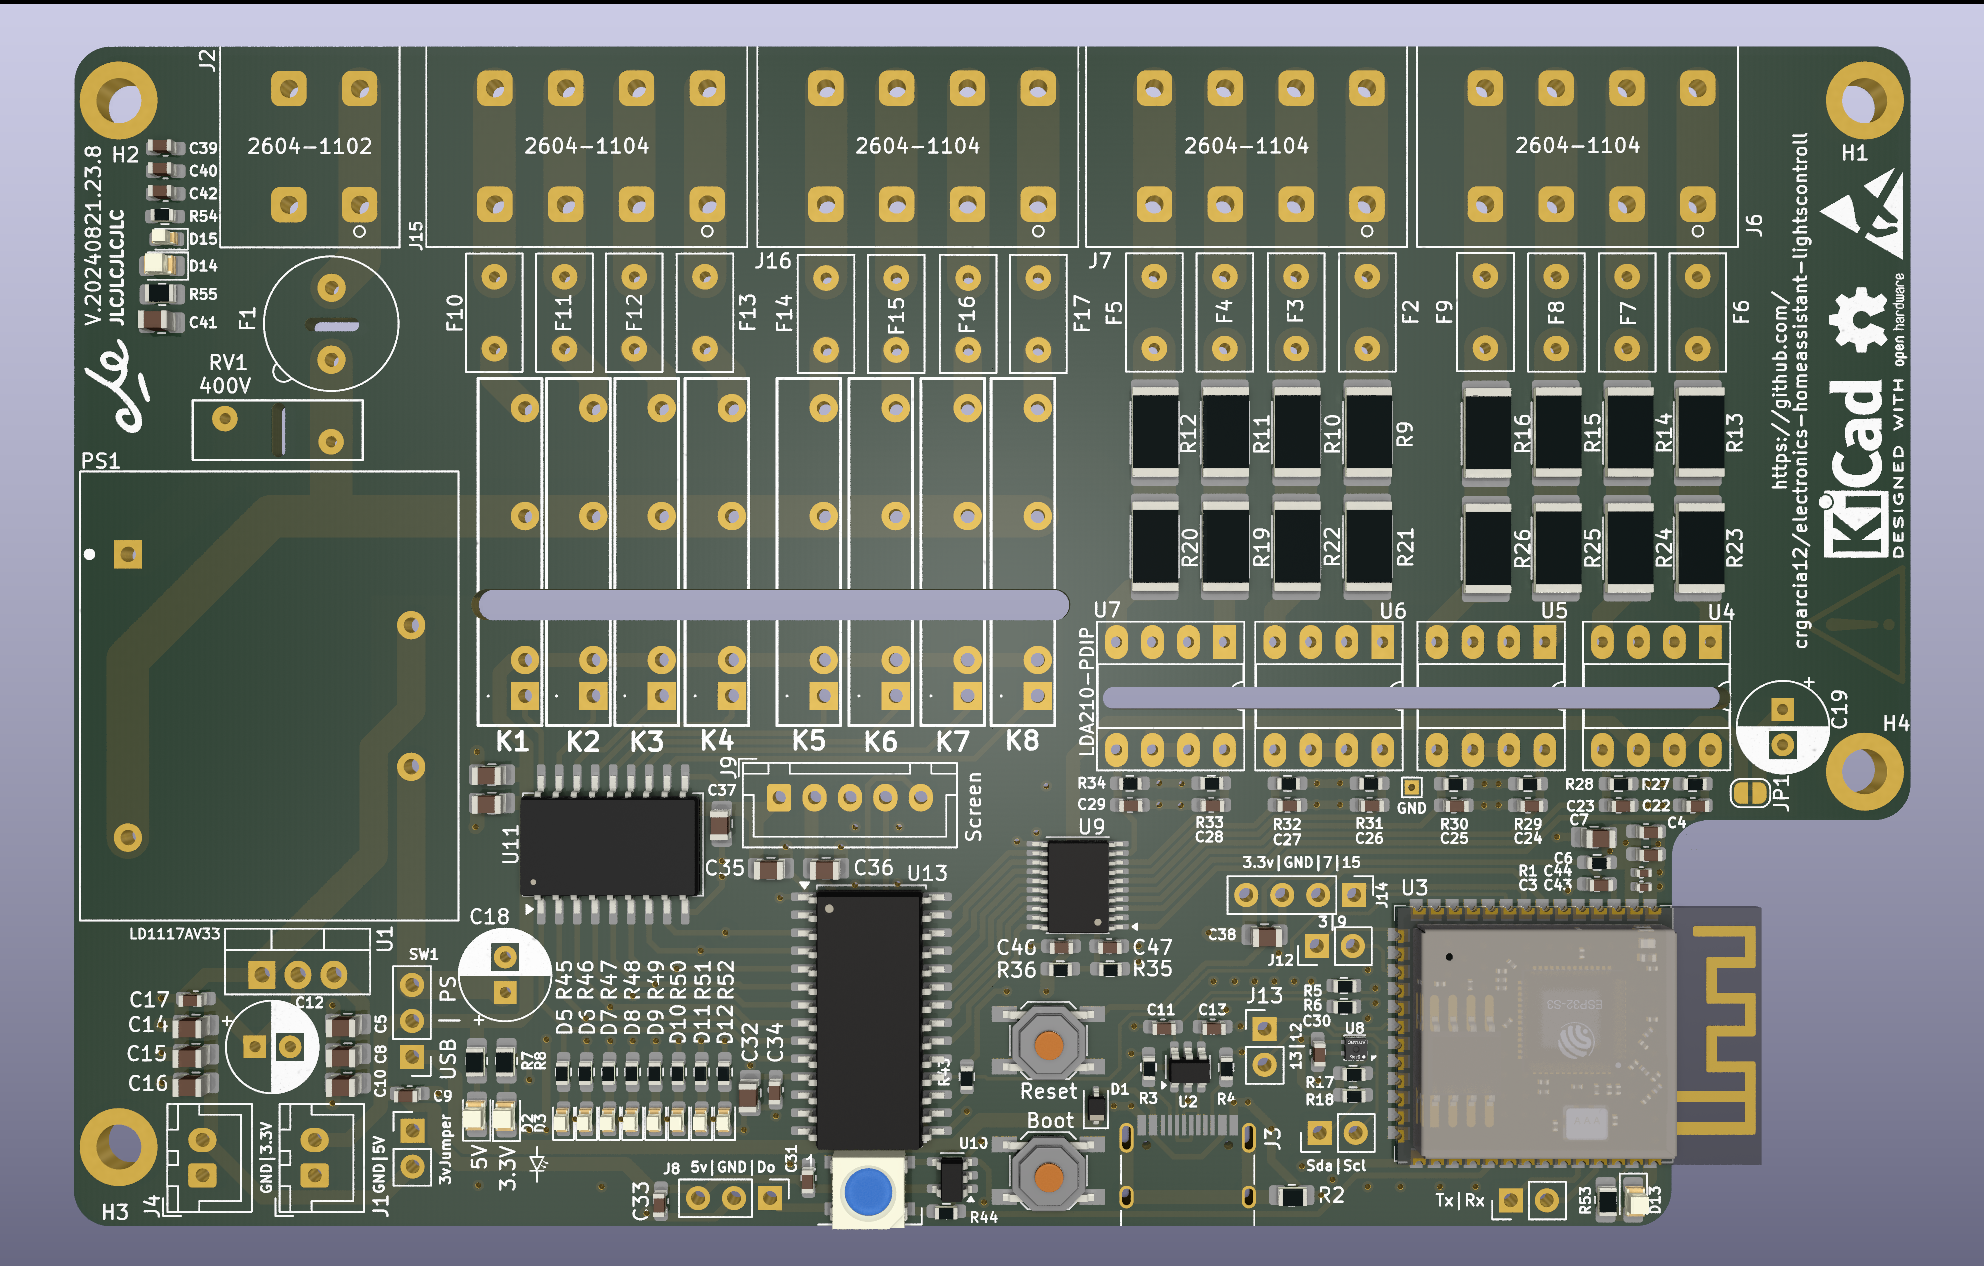 J2
2604-1102
2604-1104
2604-1104
2604-1104
2604-1104
H2
H1
C39
C40
C42
R54
D15
D14
R55
C41
V.20240821.23.8
JLCJLCJLCJLC
J15
J16
J7
J6
F1
F10
F11
F12
F13
F14
F15
F16
F17
F5
F4
F3
F2
F9
F8
F7
F6
RV1
400V
PS1
R12
R11
R10
R9
R16
R15
R14
R13
R20
R19
R22
R21
R26
R25
R24
R23
https://github.com/
crgarcia12/electronics-homeassistant-lightscontroll
open hardware
KiCad
DESIGNED WITH
U7
U6
U5
U4
LDA210-PDIP
K1
K2
K3
K4
K5
K6
K7
K8
C19
H4
JP1
J9
C37
Screen
U11
C35
C36
U13
U9
R34
C29
R33
C28
R32
C27
R31
C26
GND
R30
C25
R29
C24
R28
R27
C23
C22
C7
C4
C6
R1 C44
C3 C43
3.3v|GND|7|15
J14
U3
3|9
C38
J12
C46
C47
R36
R35
C18
LD1117AV33
U1
SW1
PS
USB
C17
C14
C15
C16
C12
C5
C8
C10
C9
R7
R8
D5 R45
D6 R46
D7 R47
D8 R48
D9 R49
D10 R50
D11 R51
D12 R52
C32
C34
R43
Reset
Boot
D1
C11
C13
J13
13|12
R3
U2
R4
R5
R6
C30
U8
R17
R18
ESP32-S3
J3
Sda|Scl
R2
Tx|Rx
R53
D13
H3
J4
GND|3.3V
J1
GND|5V
3vJumper
5V
3.3V
D2
D3
J8
5v|GND|Do
C31
C33
U10
R44